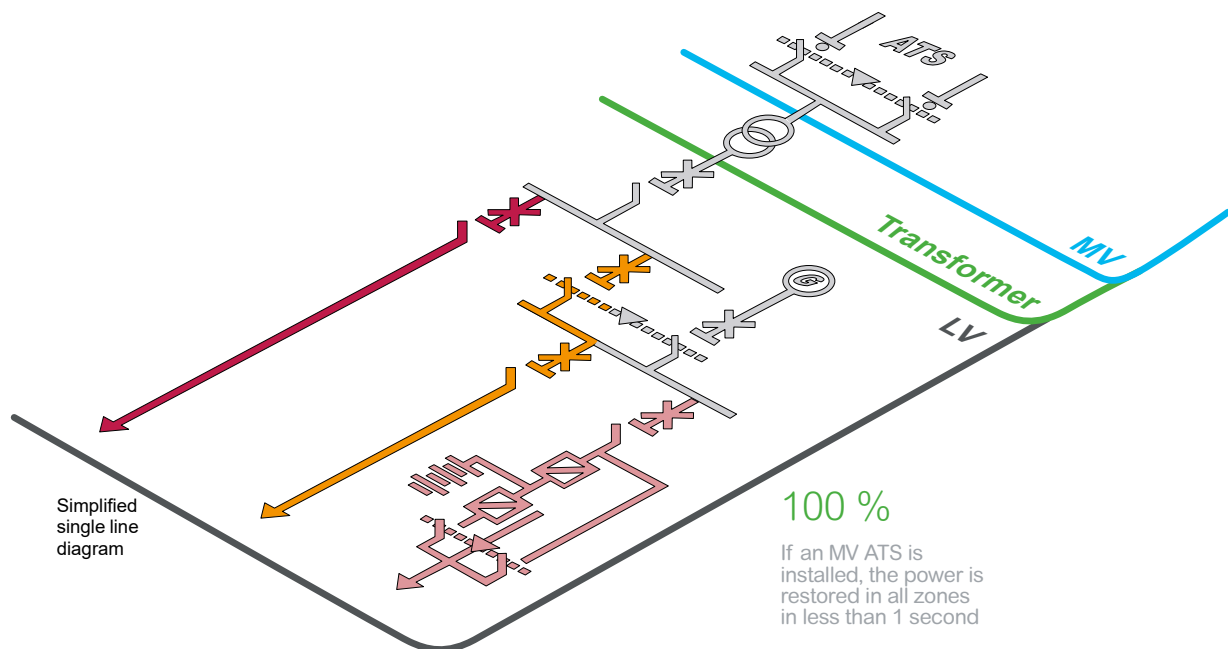 ATS
MV
Transformer
LV
G
Simplified
single line
diagram
100 %
If an MV ATS is
installed, the power is
restored in all zones
in less than 1 second